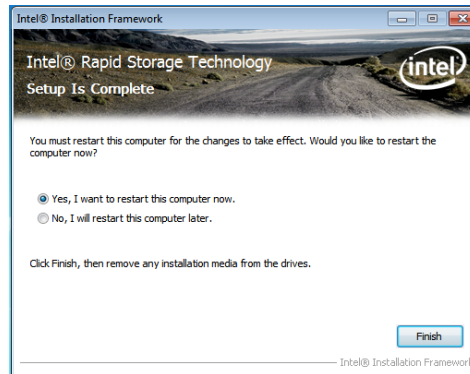 Intel® Installation Framework
Intel® Rapid Storage Technology
Setup Is Complete
intel
You must restart this computer for the changes to take effect. Would you like to restart the
computer now?
Yes, I want to restart this computer now.
No, I will restart this computer later.
Click Finish, then remove any installation media from the drives.
Finish
Intel® Installation Framework